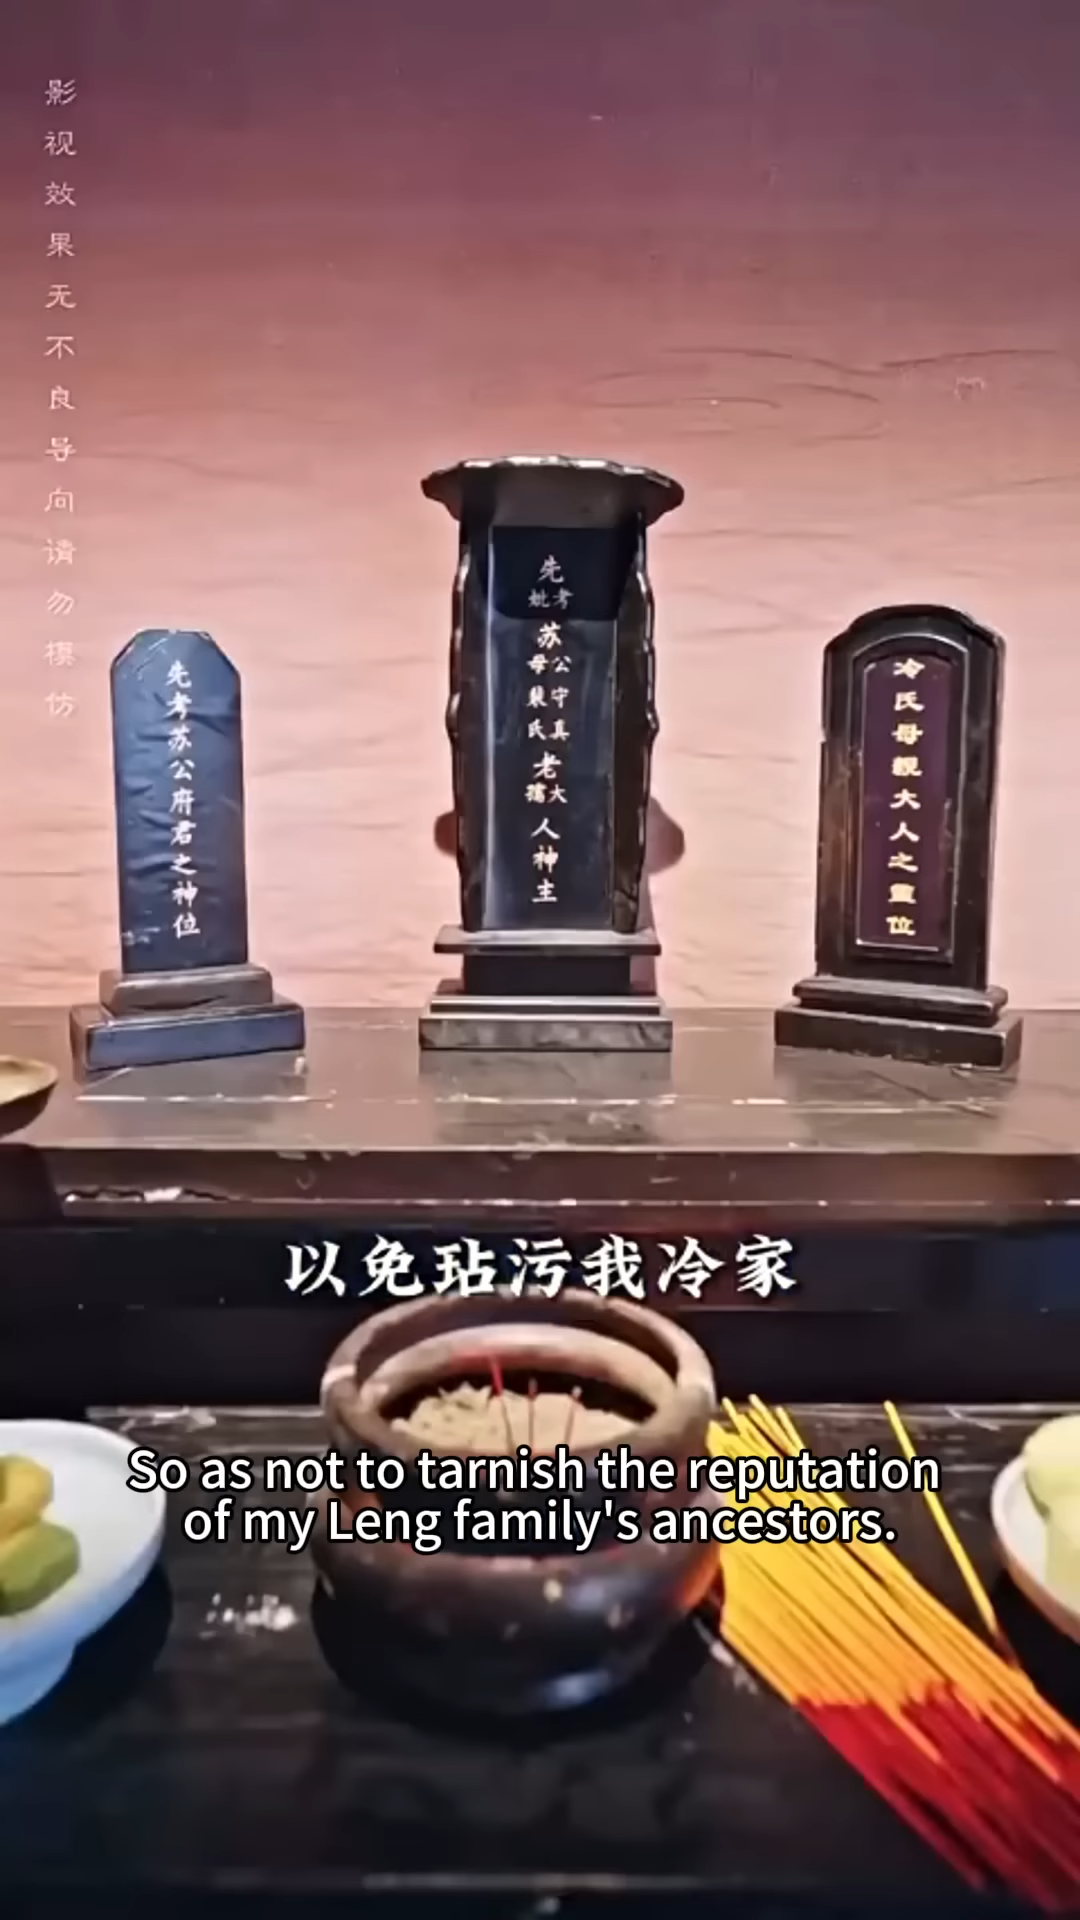 影视效果无不良导向请勿模仿
先考苏公府君之神位
先
妣考
苏
母公
裴守
氏真
老
孺大
人神主
冷氏母親大人之靈位
以免玷污我冷家
So as not to tarnish the reputation
of my Leng family's ancestors.